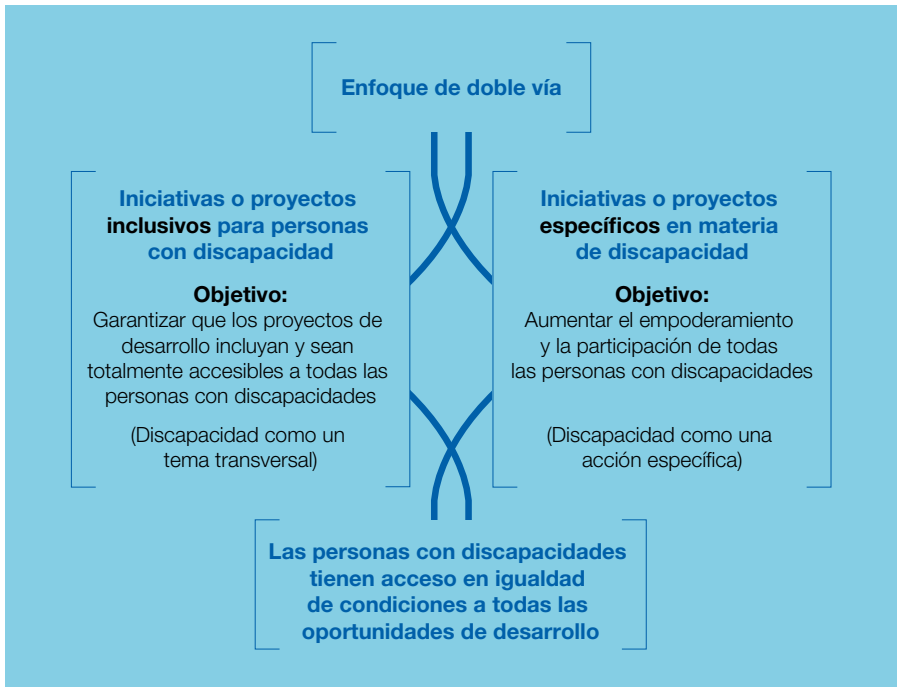 Enfoque de doble vía
Iniciativas o proyectos
inclusivos para personas
con discapacidad
Objetivo:
Garantizar que los proyectos de
desarrollo incluyan y sean
totalmente accesibles a todas las
personas con discapacidades
(Discapacidad como un
tema transversal)
Iniciativas o proyectos
específicos en materia
de discapacidad
Objetivo:
Aumentar el empoderamiento
y la participación de todas
las personas con discapacidades
(Discapacidad como una
acción específica)
Las personas con discapacidades
tienen acceso en igualdad
de condiciones a todas las
oportunidades de desarrollo